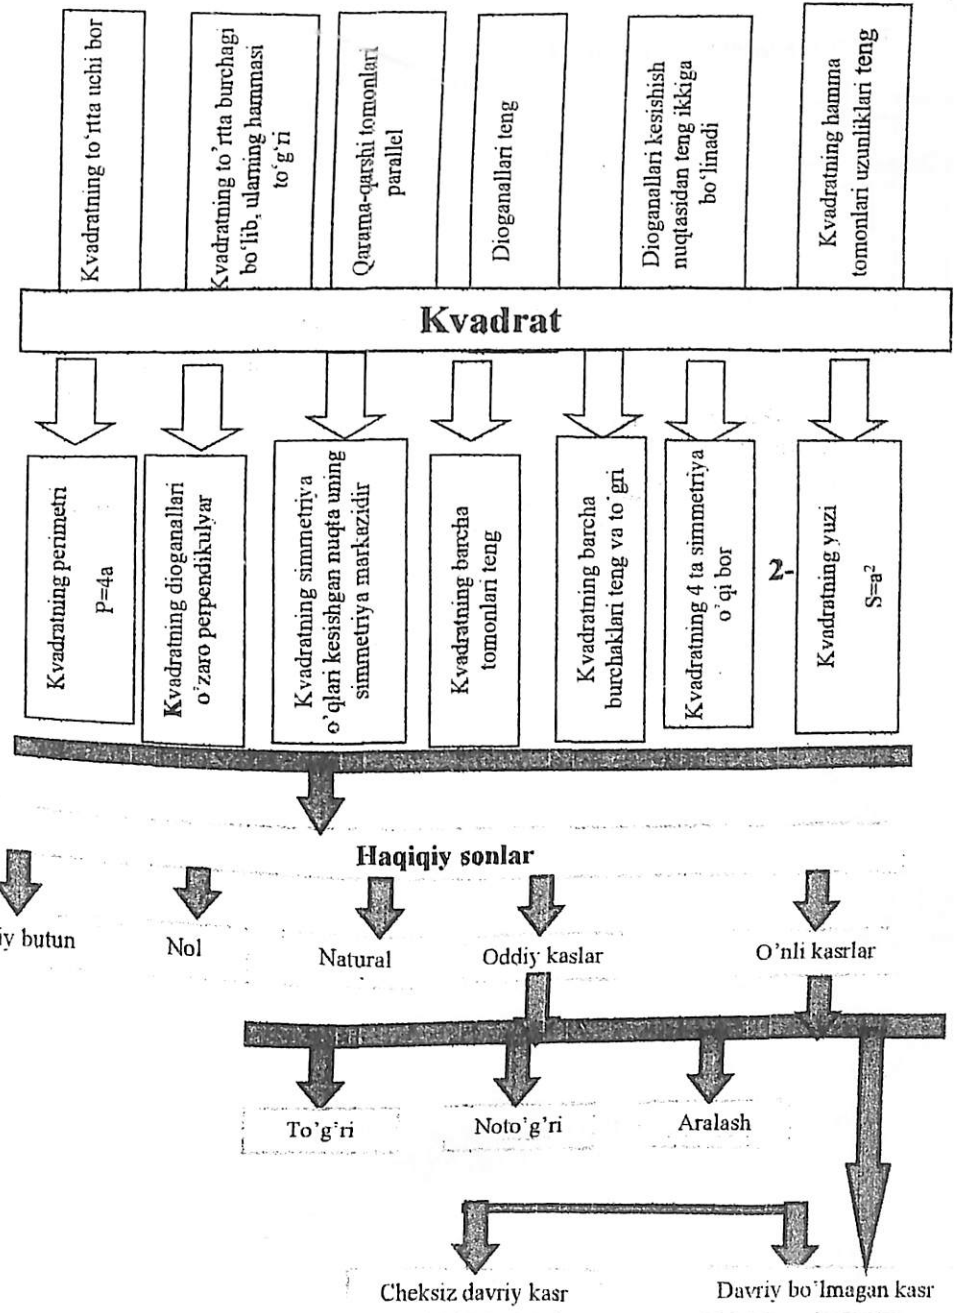 Kvadratning to'rtta uchi bor
Kvadratning to'rtta burchagi
bo'lib, ularning hammasi
to'g'ri
Qarama-qarshi tomonlari
parallel
Dioganallari teng
Dioganallari kesishish
nuqtasidan teng ikkiga
bo'linadi
Kvadratning hamma
tomonlari uzunliklari teng
Kvadrat
Kvadratning perimetri
P=4a
Kvadratning dioganallari
o'zaro perpendikulyar
Kvadratning simmetriya
o'qlari kesishgan nuqta uning
simmetriya markazidir
Kvadratning barcha
tomonlari teng
Kvadratning barcha
burchaklari teng va to'gri
Kvadratning 4 ta simmetriya
o'qi bor
2-
Kvadratning yuzi
S=a²
Haqiqiy sonlar
iy butun
Nol
Natural
Oddiy kaslar
O'nli kasrlar
To'g'ri
Noto'g'ri
Aralash
Cheksiz davriy kasr
Davriy bo'lmagan kasr